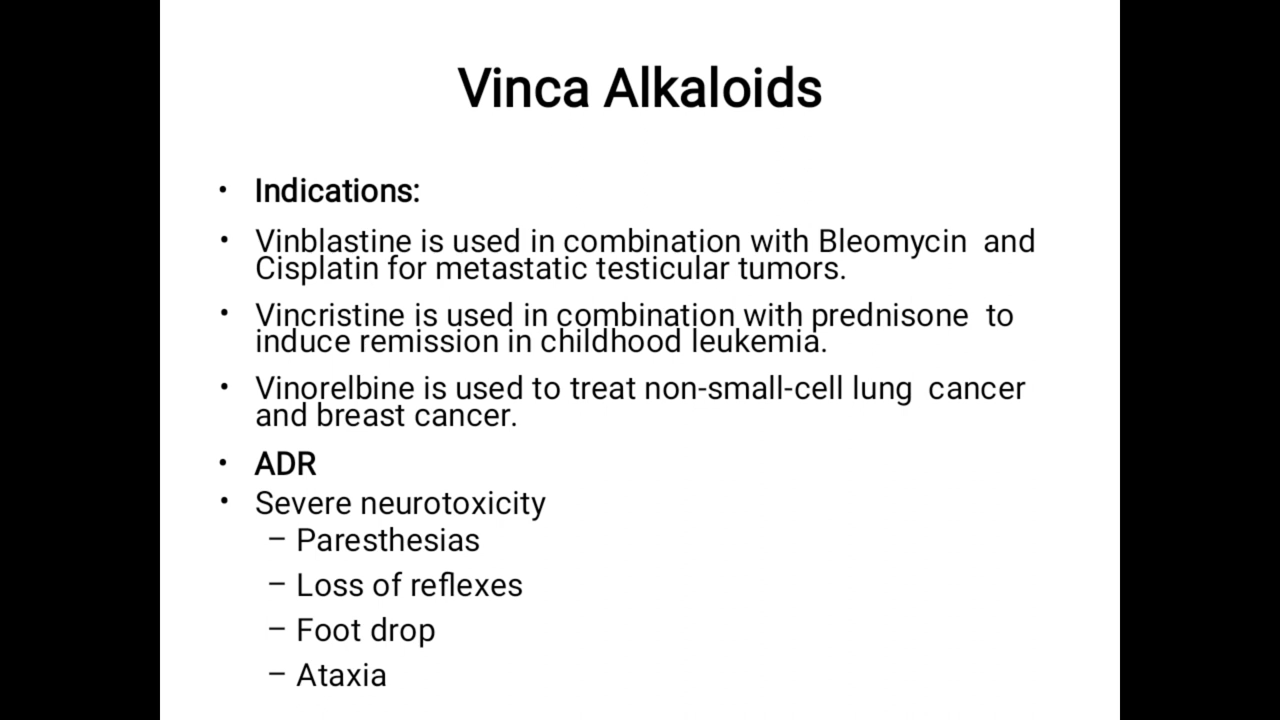 Vinca Alkaloids
• Indications:
• Vinblastine is used in combination with Bleomycin and
Cisplatin for metastatic testicular tumors.
• Vincristine is used in combination with prednisone to
induce remission in childhood leukemia.
• Vinorelbine is used to treat non-small-cell lung cancer
and breast cancer.
• ADR
• Severe neurotoxicity
– Paresthesias
– Loss of reflexes
– Foot drop
– Ataxia